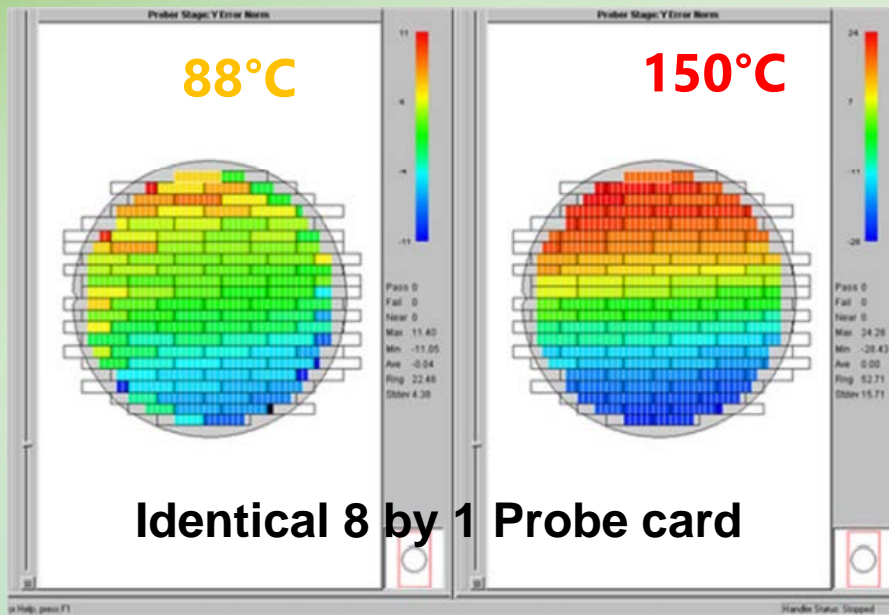 Prober Stage: Y Error Norm
88°C
11
6
-4
-11
Pass 0
Fail 0
Near 0
Max 11.40
Min -11.05
Ave -0.04
Rng 22.46
Stdev 4.38
Prober Stage: Y Error Norm
150°C
24
7
-11
-28
Pass 0
Fail 0
Near 0
Max 24.28
Min -28.43
Ave 0.00
Rng 52.71
Stdev 15.71
Identical 8 by 1 Probe card
Help, press F1
Handler Status: Stopped